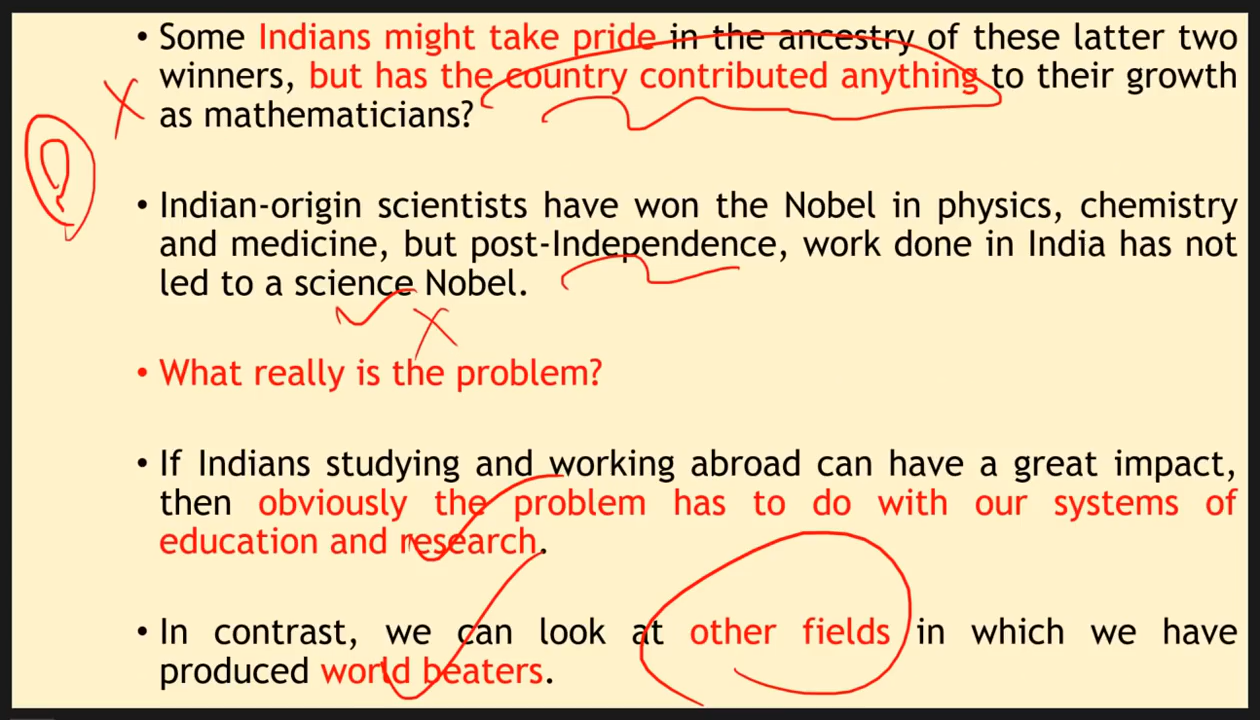 • Some Indians might take pride in the ancestry of these latter two
winners, but has the country contributed anything to their growth
as mathematicians?
• Indian-origin scientists have won the Nobel in physics, chemistry
and medicine, but post-Independence, work done in India has not
led to a science Nobel.
• What really is the problem?
• If Indians studying and working abroad can have a great impact,
then obviously the problem has to do with our systems of
education and research.
• In contrast, we can look at other fields in which we have
produced world beaters.